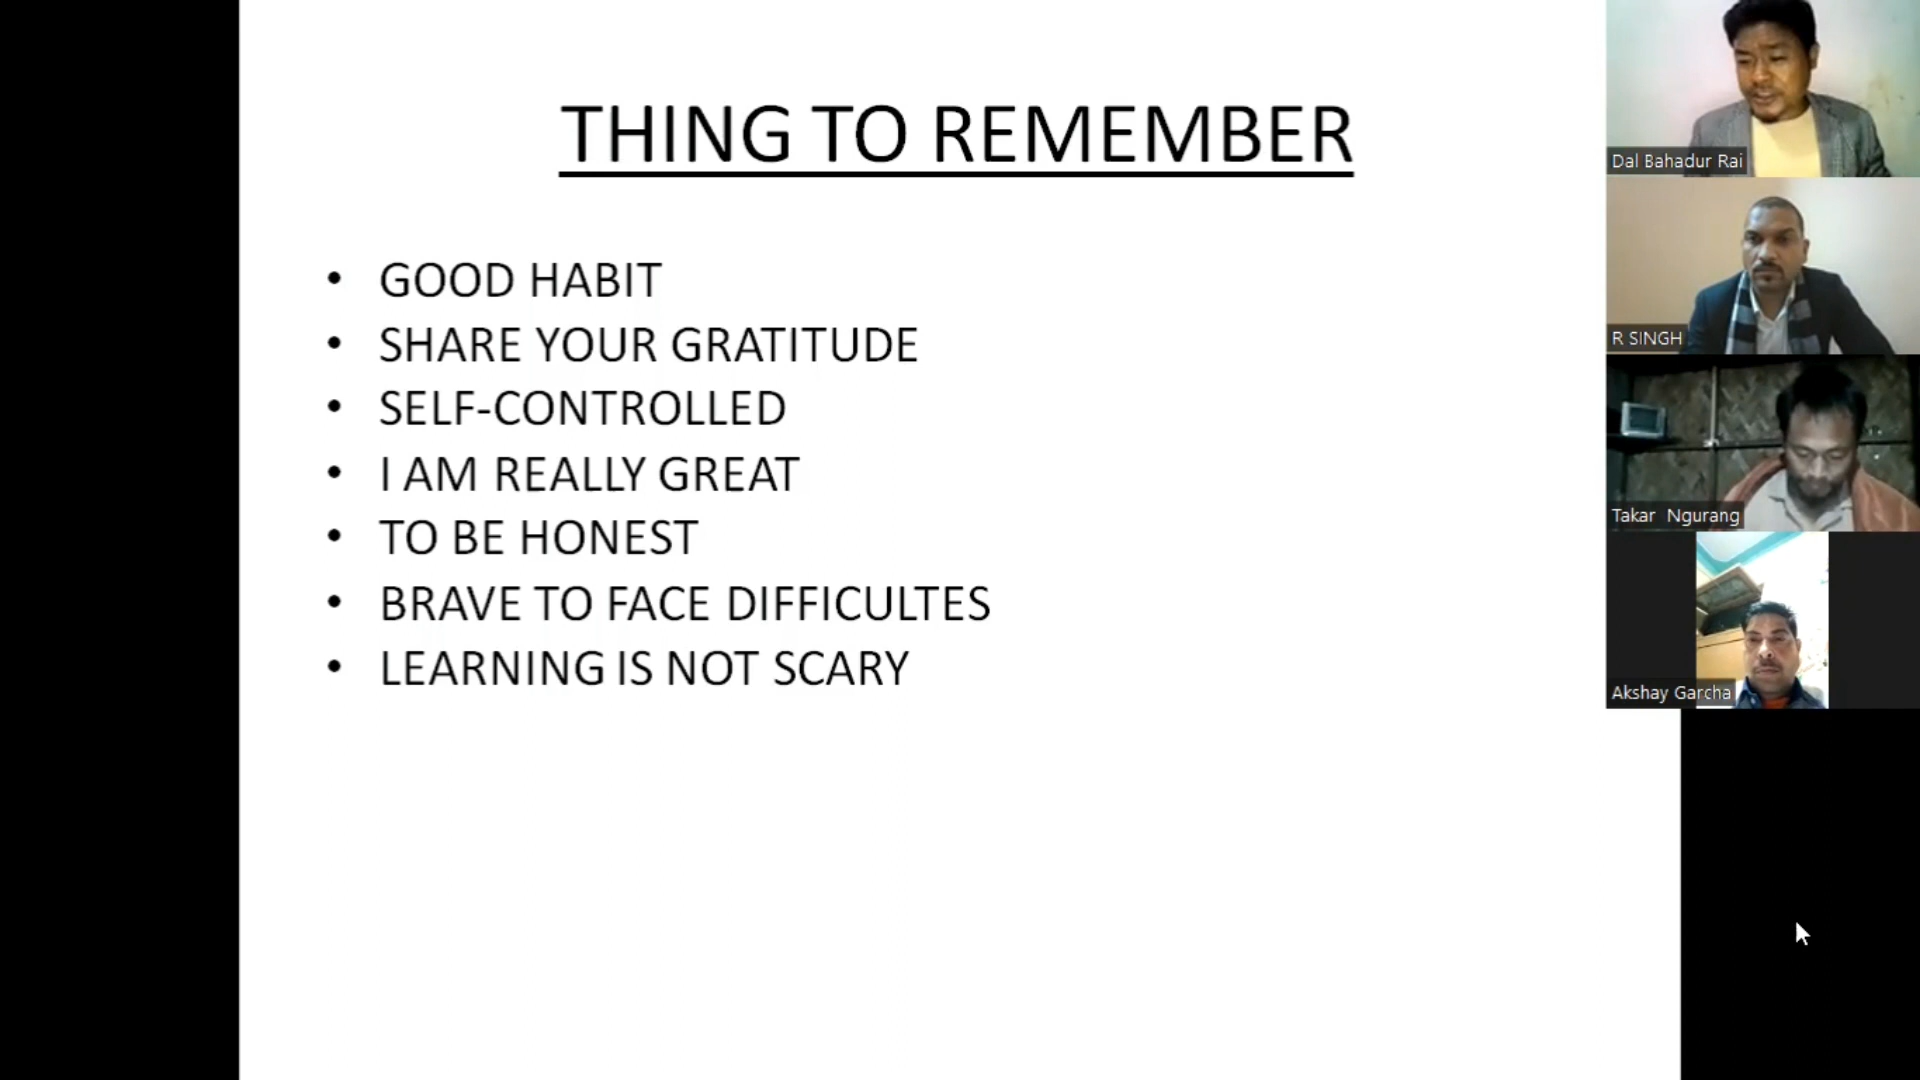 THING TO REMEMBER
• GOOD HABIT
• SHARE YOUR GRATITUDE
• SELF-CONTROLLED
• I AM REALLY GREAT
• TO BE HONEST
• BRAVE TO FACE DIFFICULTES
• LEARNING IS NOT SCARY
Dal Bahadur Rai
R SINGH
Takar Ngurang
Akshay Garcha